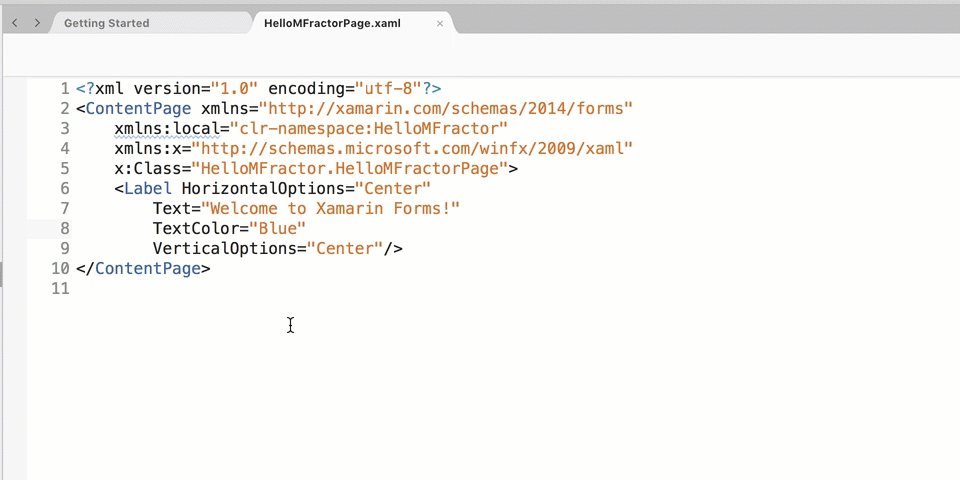 Getting Started
HelloMFractorPage.xaml
1 <?xml version="1.0" encoding="utf-8"?>
2 <ContentPage xmlns="http://xamarin.com/schemas/2014/forms"
3     xmlns:local="clr-namespace:HelloMFractor"
4     xmlns:x="http://schemas.microsoft.com/winfx/2009/xaml"
5     x:Class="HelloMFractor.HelloMFractorPage">
6     <Label HorizontalOptions="Center"
7         Text="Welcome to Xamarin Forms!"
8         TextColor="Blue"
9         VerticalOptions="Center"/>
10 </ContentPage>
11